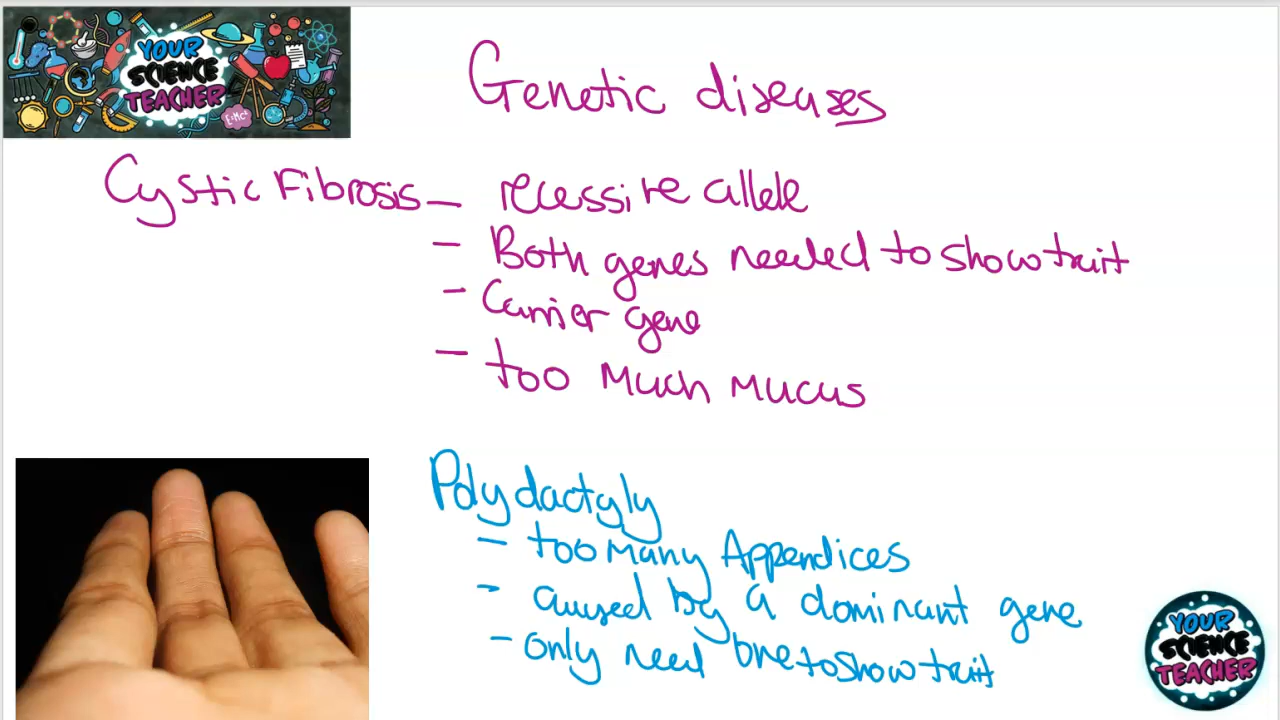 YOUR
SCIENCE
TEACHER
E=MC²
Genetic diseases
Cystic Fibrosis - recessive allele
- Both genes needed to show trait
- Carrier gene
- too Much Mucus
Polydactyly
- too many Appendices
- caused by a dominant gene
- only need one to show trait
YOUR
SCIENCE
TEACHER